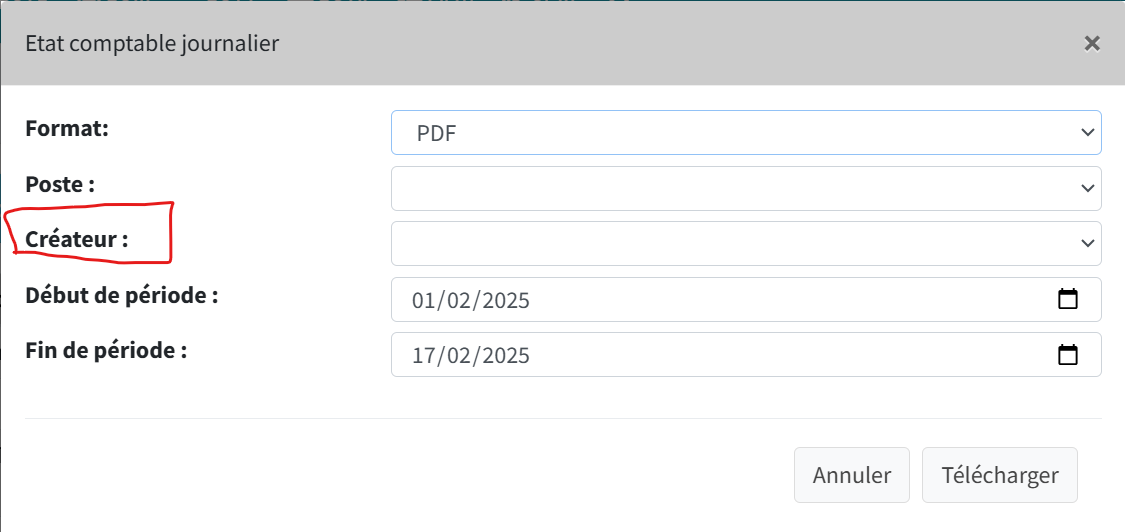 Etat comptable journalier
Format:
PDF
Poste :
Créateur :
Début de période :
01/02/2025
Fin de période :
17/02/2025
Annuler
Télécharger